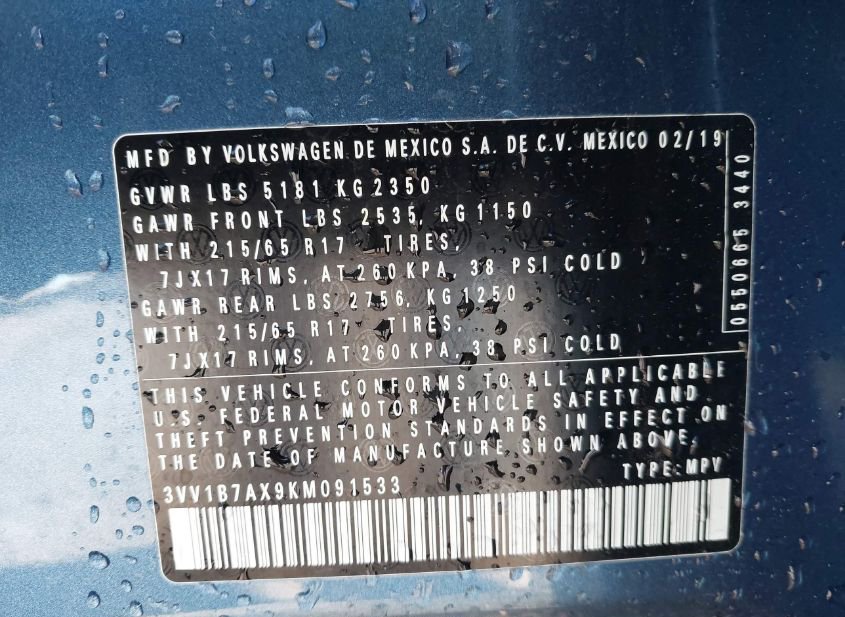 MFD BY VOLKSWAGEN DE MEXICO S.A. DE C.V. MEXICO 02/19
GVWR LBS 5181 KG 2350
GAWR FRONT LBS 2535, KG 1150
WITH 215/65 R17 TIRES,
7JX17 RIMS, AT 260 KPA, 38 PSI COLD
GAWR REAR LBS 2756, KG 1250
WITH 215/65 R17 TIRES,
7JX17 RIMS, AT 260 KPA, 38 PSI COLD
0550665 3440
THIS VEHICLE CONFORMS TO ALL APPLICABLE
U.S. FEDERAL MOTOR VEHICLE SAFETY AND
THEFT PREVENTION STANDARDS IN EFFECT ON
THE DATE OF MANUFACTURE SHOWN ABOVE.
TYPE:MPV
3VV1B7AX9KM091533